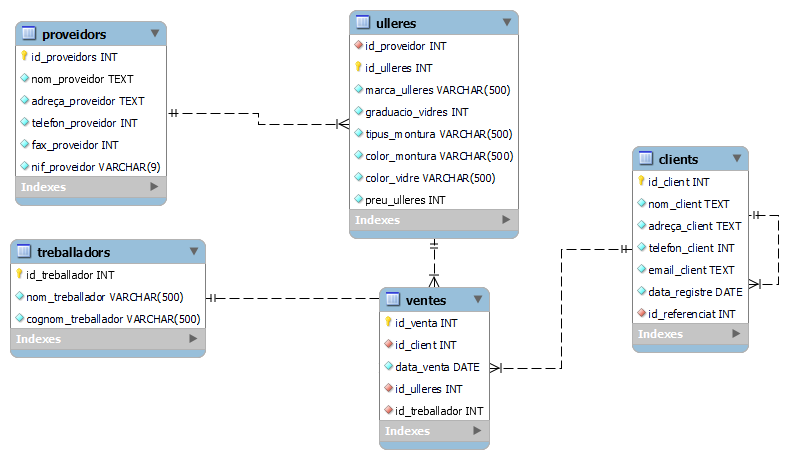 proveidors
id_proveidors INT
nom_proveidor TEXT
adreça_proveidor TEXT
telefon_proveidor INT
fax_proveidor INT
nif_proveidor VARCHAR(9)
Indexes
ulleres
id_proveidor INT
id_ulleres INT
marca_ulleres VARCHAR(500)
graduacio_vidres INT
tipus_montura VARCHAR(500)
color_montura VARCHAR(500)
color_vidre VARCHAR(500)
preu_ulleres INT
Indexes
clients
id_client INT
nom_client TEXT
adreça_client TEXT
telefon_client INT
email_client TEXT
data_registre DATE
id_referenciat INT
Indexes
treballadors
id_treballador INT
nom_treballador VARCHAR(500)
cognom_treballador VARCHAR(500)
Indexes
ventes
id_venta INT
id_client INT
data_venta DATE
id_ulleres INT
id_treballador INT
Indexes